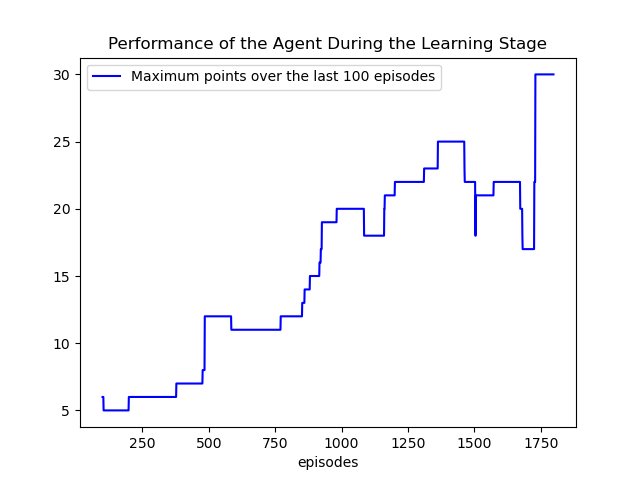 Performance of the Agent During the Learning Stage
Maximum points over the last 100 episodes
30
25
20
15
10
5
250 500 750 1000 1250 1500 1750
episodes